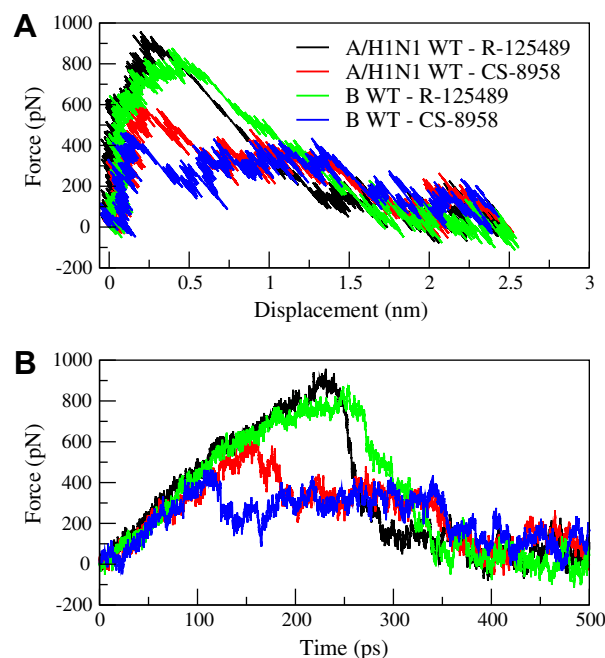 A
A/H1N1 WT - R-125489
A/H1N1 WT - CS-8958
B WT - R-125489
B WT - CS-8958
Force (pN)
1000
800
600
400
200
0
-200
0 0.5 1 1.5 2 2.5 3
Displacement (nm)
B
Force (pN)
1000
800
600
400
200
0
-200
0 100 200 300 400 500
Time (ps)